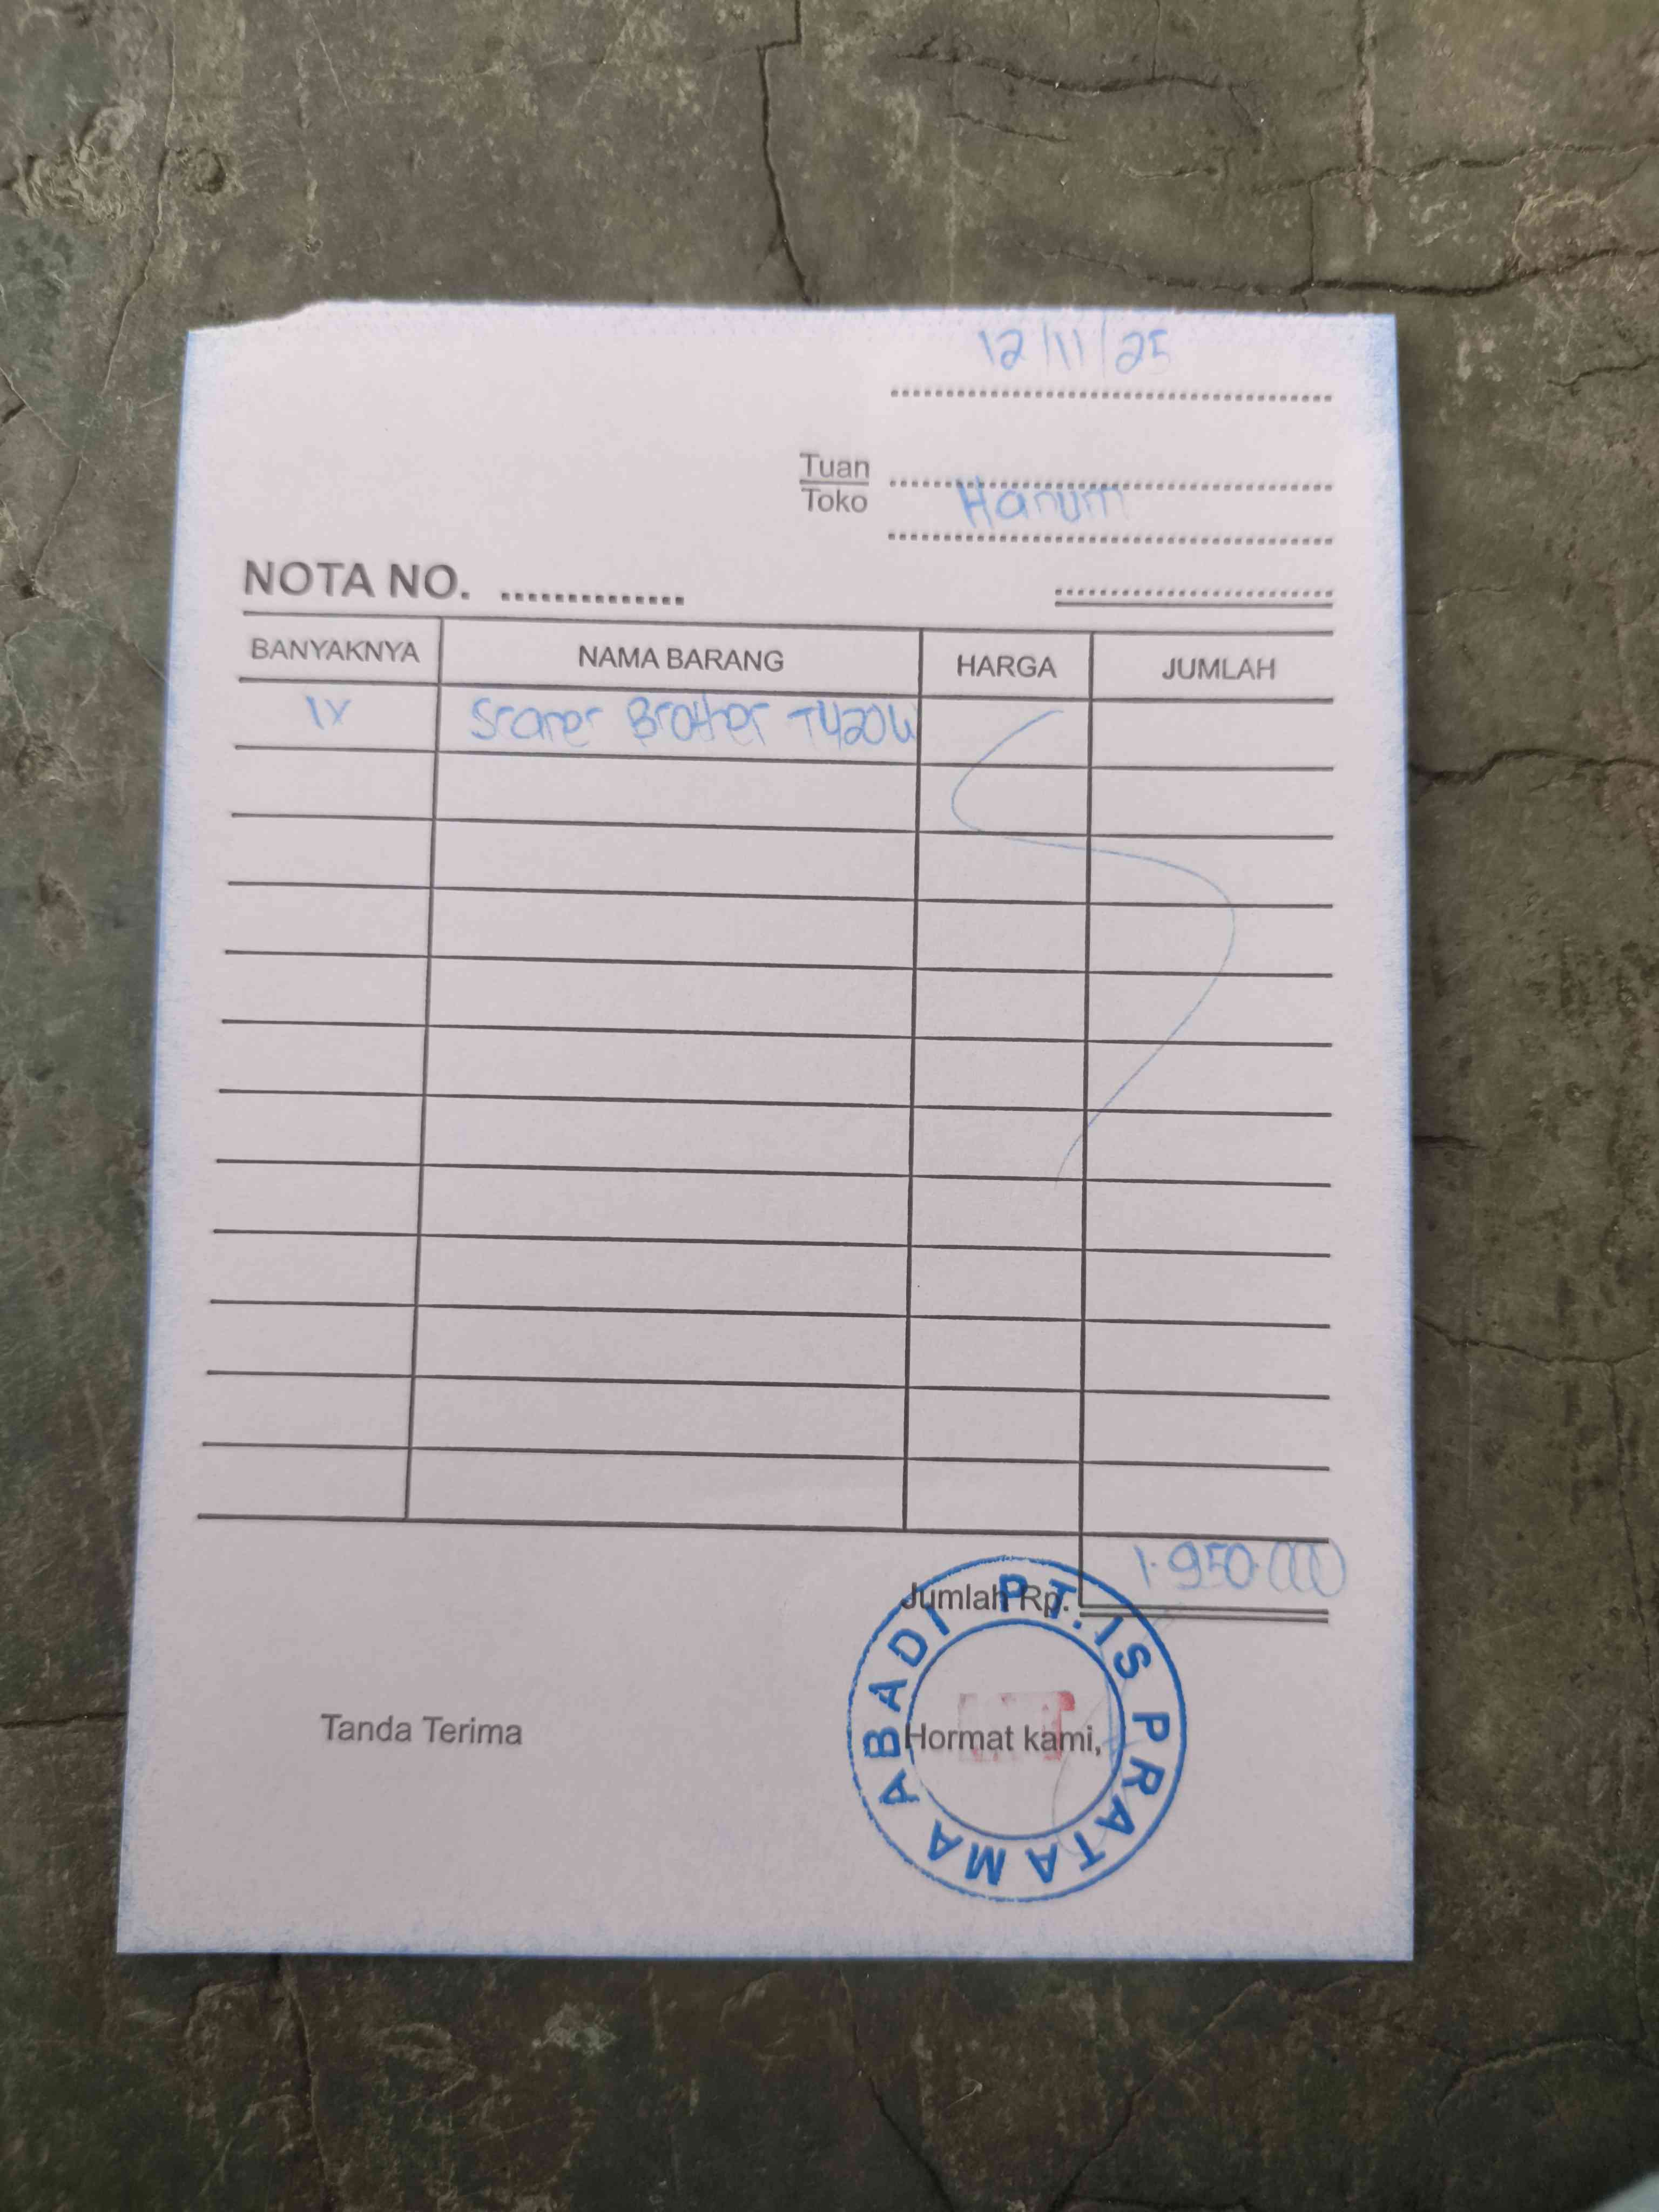 12/11/25
Tuan
Toko
Hanum
NOTA NO.
BANYAKNYA NAMA BARANG HARGA JUMLAH
1x Scaner Brother T420W
Jumlah Rp. 1.950.000
Tanda Terima Hormat kami,
PT. IS PRATAMA ABADI